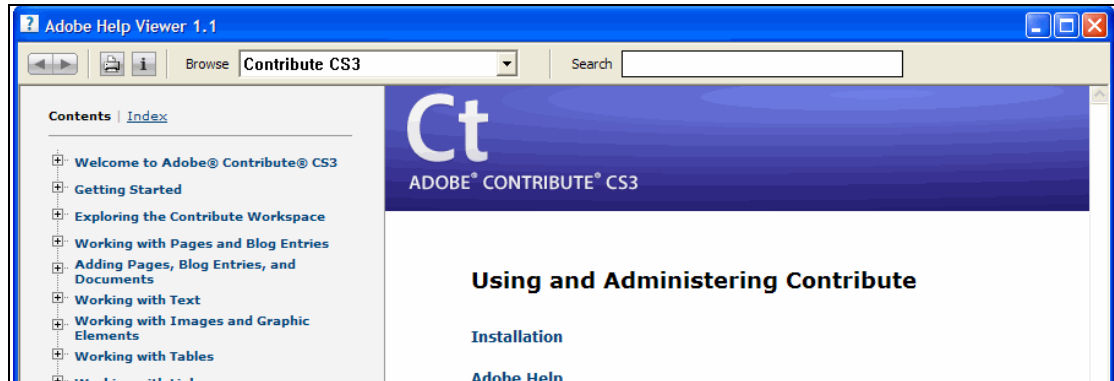 Adobe Help Viewer 1.1
Browse Contribute CS3 Search
Contents | Index
Welcome to Adobe® Contribute® CS3
Getting Started
Exploring the Contribute Workspace
Working with Pages and Blog Entries
Adding Pages, Blog Entries, and
Documents
Working with Text
Working with Images and Graphic
Elements
Working with Tables
Ct
ADOBE® CONTRIBUTE® CS3
Using and Administering Contribute
Installation
Adobe Help